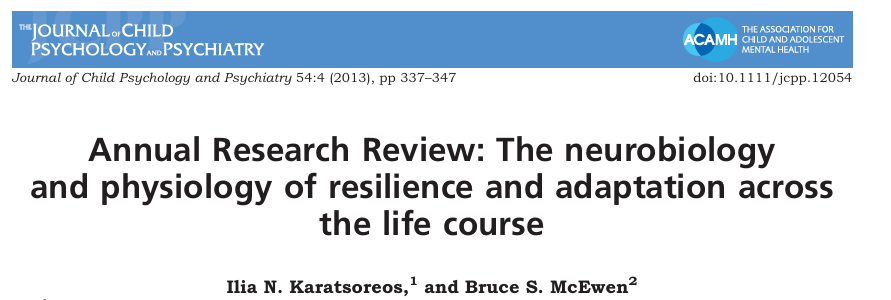 THE JOURNAL OF CHILD
PSYCHOLOGY AND PSYCHIATRY
ACAMH
THE ASSOCIATION FOR
CHILD AND ADOLESCENT
MENTAL HEALTH
Journal of Child Psychology and Psychiatry 54:4 (2013), pp 337–347
doi:10.1111/jcpp.12054
Annual Research Review: The neurobiology
and physiology of resilience and adaptation across
the life course
Ilia N. Karatsoreos,¹ and Bruce S. McEwen²